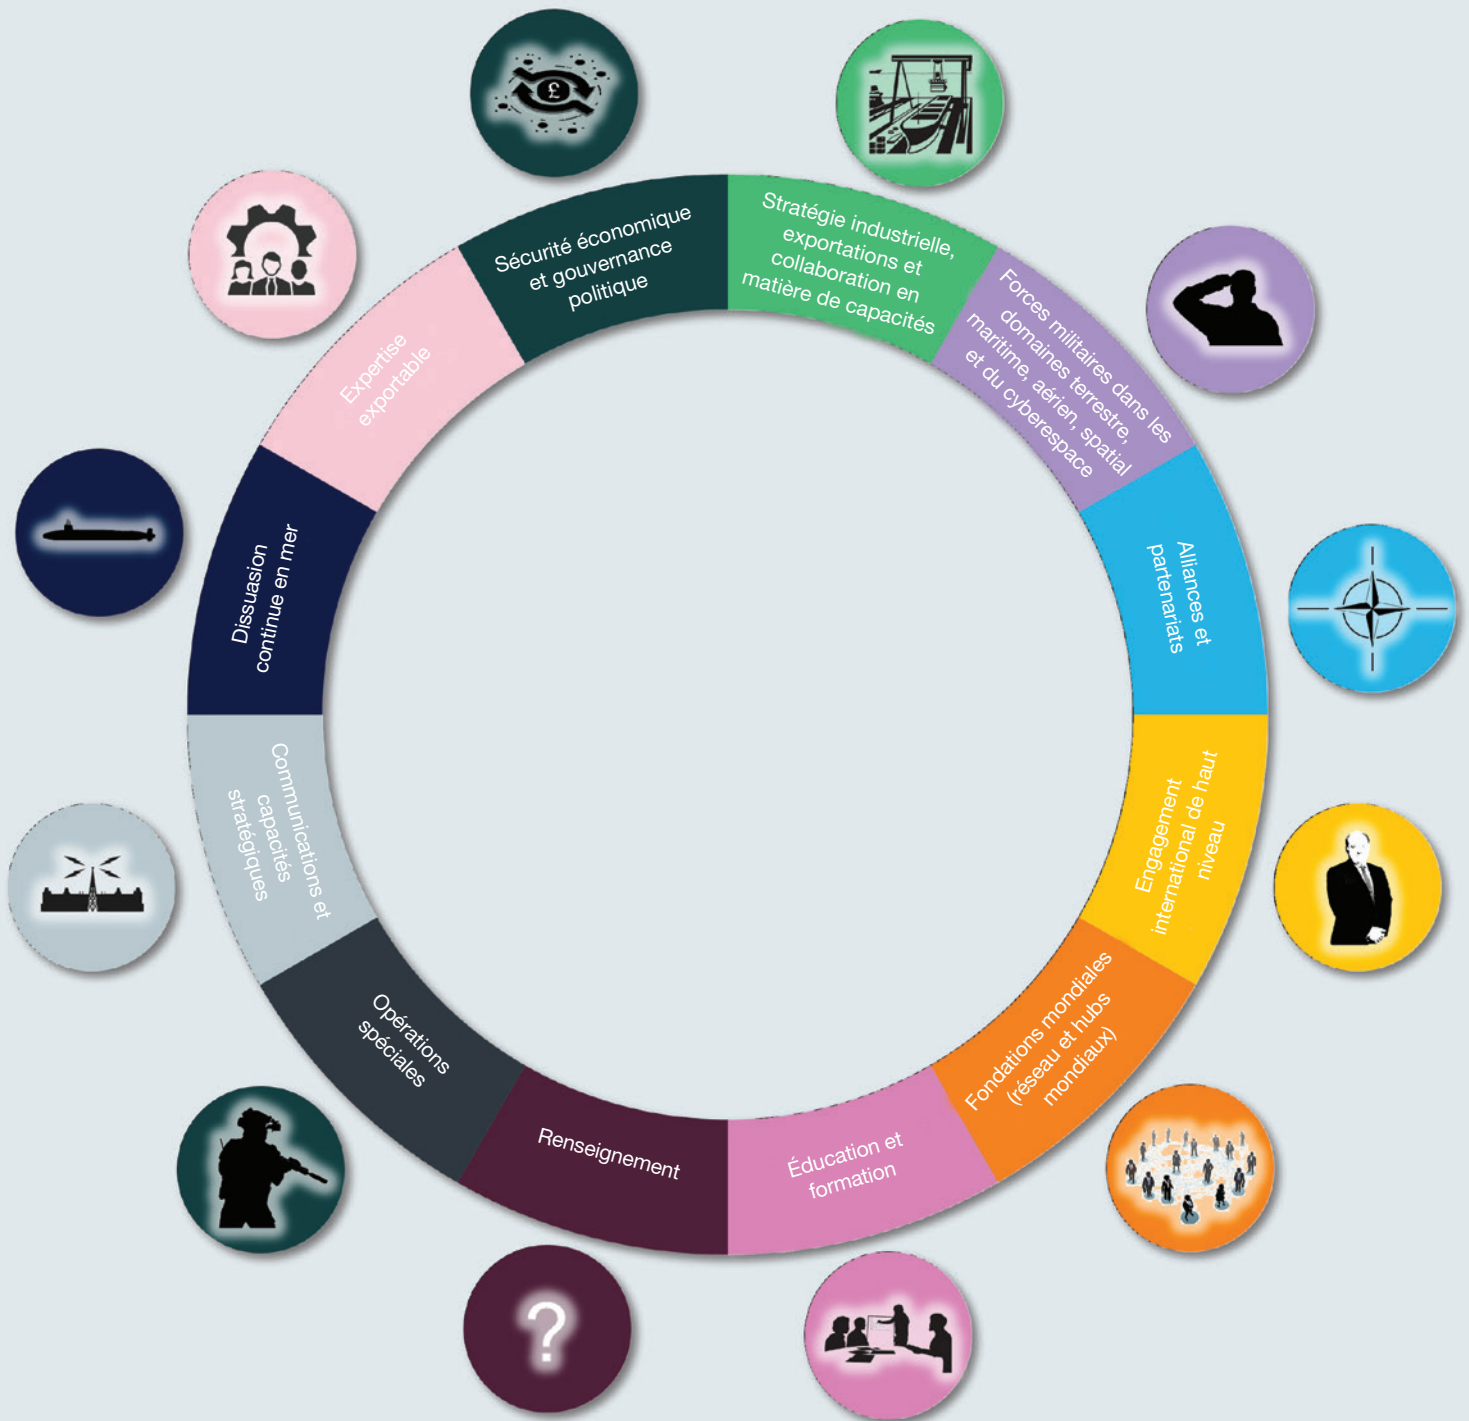 Stratégie industrielle,
exportations et
collaboration en
matière de capacités
Forces militaires dans les
domaines terrestre,
maritime, aérien, spatial
et du cyberespace
Alliances et
partenariats
Engagement
international de haut
niveau
Fondations mondiales
(réseau et hubs
mondiaux)
Éducation et
formation
Renseignement
Opérations
spéciales
Communications et
capacités
stratégiques
Dissuasion
continue en mer
Expertise
exportable
Sécurité économique
et gouvernance
politique
£
?